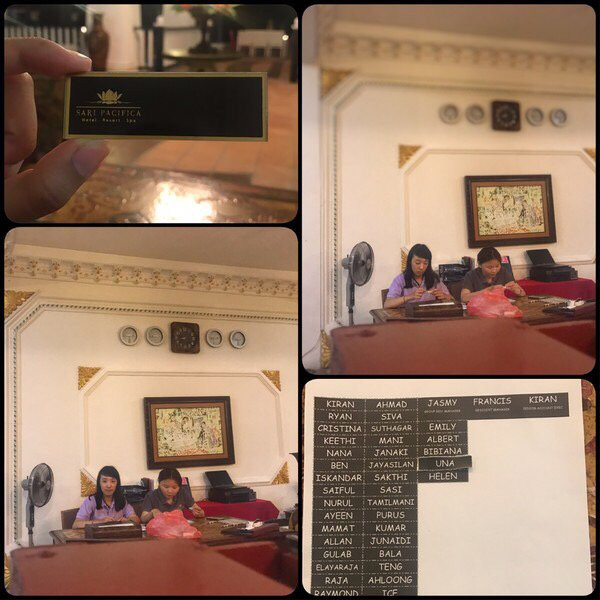 SARI PACIFICA
Hotel Resort Spa
KIRAN AHMAD JASMY FRANCIS KIRAN
RYAN SIVA
CRISTINA SUTHAGAR EMILY
KEETHI MANI ALBERT
NANA JANAKI BIBIANA
BEN JAYASILAN UNA
ISKANDAR SAKTHI HELEN
SAIFUL SASI
NURUL TAMILMANI
AYEEN PURUS
MAMAT KUMAR
ALLAN JUNAIDI
GULAB BALA
ELAYARAJA TENG
RAJA AHLOONG
RAYMOND ICE